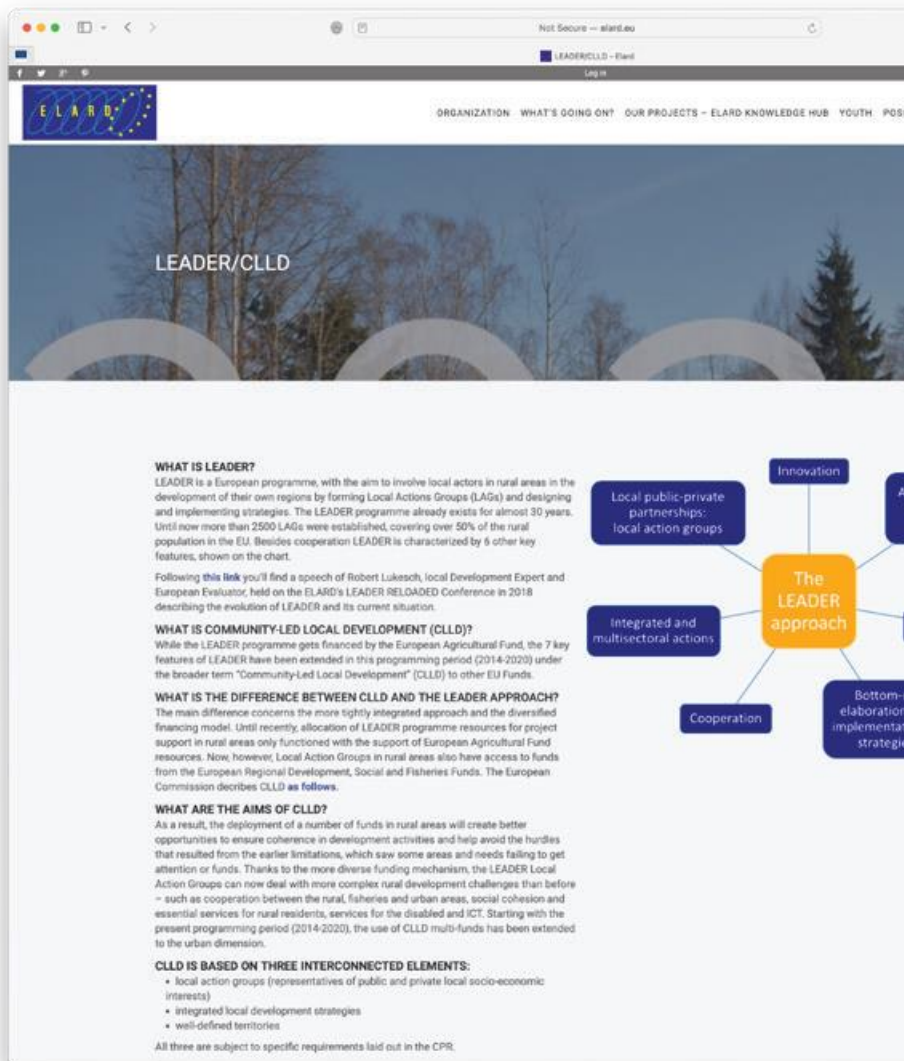 Not Secure — elard.eu
LEADER/CLLD – Elard
Log in
ELARD
ORGANIZATION WHAT'S GOING ON? OUR PROJECTS – ELARD KNOWLEDGE HUB YOUTH POSI
LEADER/CLLD
WHAT IS LEADER?
LEADER is a European programme, with the aim to involve local actors in rural areas in the
development of their own regions by forming Local Actions Groups (LAGs) and designing
and implementing strategies. The LEADER programme already exists for almost 30 years.
Until now more than 2500 LAGs were established, covering over 50% of the rural
population in the EU. Besides cooperation LEADER is characterized by 6 other key
features, shown on the chart.
Following this link you'll find a speech of Robert Lukesch, local Development Expert and
European Evaluator, held on the ELARD's LEADER RELOADED Conference in 2018
describing the evolution of LEADER and its current situation.
WHAT IS COMMUNITY-LED LOCAL DEVELOPMENT (CLLD)?
While the LEADER programme gets financed by the European Agricultural Fund, the 7 key
features of LEADER have been extended in this programming period (2014-2020) under
the broader term "Community-Led Local Development" (CLLD) to other EU Funds.
WHAT IS THE DIFFERENCE BETWEEN CLLD AND THE LEADER APPROACH?
The main difference concerns the more tightly integrated approach and the diversified
financing model. Until recently, allocation of LEADER programme resources for project
support in rural areas only functioned with the support of European Agricultural Fund
resources. Now, however, Local Action Groups in rural areas also have access to funds
from the European Regional Development, Social and Fisheries Funds. The European
Commission decribes CLLD as follows.
WHAT ARE THE AIMS OF CLLD?
As a result, the deployment of a number of funds in rural areas will create better
opportunities to ensure coherence in development activities and help avoid the hurdles
that resulted from the earlier limitations, which saw some areas and needs failing to get
attention or funds. Thanks to the more diverse funding mechanism, the LEADER Local
Action Groups can now deal with more complex rural development challenges than before
– such as cooperation between the rural, fisheries and urban areas, social cohesion and
essential services for rural residents, services for the disabled and ICT. Starting with the
present programming period (2014-2020), the use of CLLD multi-funds has been extended
to the urban dimension.
CLLD IS BASED ON THREE INTERCONNECTED ELEMENTS:
• local action groups (representatives of public and private local socio-economic
interests)
• integrated local development strategies
• well-defined territories
All three are subject to specific requirements laid out in the CPR.
Innovation
Local public-private
partnerships:
local action groups
A
The
LEADER
approach
Integrated and
multisectoral actions
Cooperation
Bottom-
elaboration
implementat
strategie